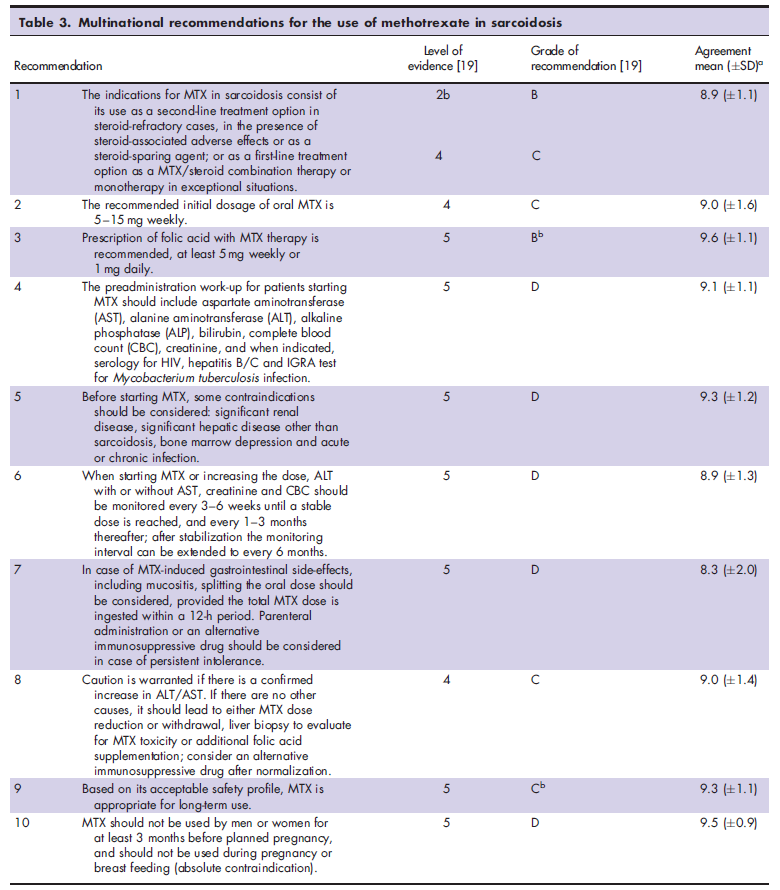 Table 3. Multinational recommendations for the use of methotrexate in sarcoidosis
Recommendation Level of evidence [19] Grade of recommendation [19] Agreement mean (±SD)ᵃ
1 The indications for MTX in sarcoidosis consist of 2b B 8.9 (±1.1)
its use as a second-line treatment option in
steroid-refractory cases, in the presence of
steroid-associated adverse effects or as a
steroid-sparing agent; or as a first-line treatment 4 C
option as a MTX/steroid combination therapy or
monotherapy in exceptional situations.
2 The recommended initial dosage of oral MTX is 4 C 9.0 (±1.6)
5–15 mg weekly.
3 Prescription of folic acid with MTX therapy is 5 Bᵇ 9.6 (±1.1)
recommended, at least 5 mg weekly or
1 mg daily.
4 The preadministration work-up for patients starting 5 D 9.1 (±1.1)
MTX should include aspartate aminotransferase
(AST), alanine aminotransferase (ALT), alkaline
phosphatase (ALP), bilirubin, complete blood
count (CBC), creatinine, and when indicated,
serology for HIV, hepatitis B/C and IGRA test
for Mycobacterium tuberculosis infection.
5 Before starting MTX, some contraindications 5 D 9.3 (±1.2)
should be considered: significant renal
disease, significant hepatic disease other than
sarcoidosis, bone marrow depression and acute
or chronic infection.
6 When starting MTX or increasing the dose, ALT 5 D 8.9 (±1.3)
with or without AST, creatinine and CBC should
be monitored every 3–6 weeks until a stable
dose is reached, and every 1–3 months
thereafter; after stabilization the monitoring
interval can be extended to every 6 months.
7 In case of MTX-induced gastrointestinal side-effects, 5 D 8.3 (±2.0)
including mucositis, splitting the oral dose should
be considered, provided the total MTX dose is
ingested within a 12-h period. Parenteral
administration or an alternative
immunosuppressive drug should be considered
in case of persistent intolerance.
8 Caution is warranted if there is a confirmed 4 C 9.0 (±1.4)
increase in ALT/AST. If there are no other
causes, it should lead to either MTX dose
reduction or withdrawal, liver biopsy to evaluate
for MTX toxicity or additional folic acid
supplementation; consider an alternative
immunosuppressive drug after normalization.
9 Based on its acceptable safety profile, MTX is 5 Cᵇ 9.3 (±1.1)
appropriate for long-term use.
10 MTX should not be used by men or women for 5 D 9.5 (±0.9)
at least 3 months before planned pregnancy,
and should not be used during pregnancy or
breast feeding (absolute contraindication).